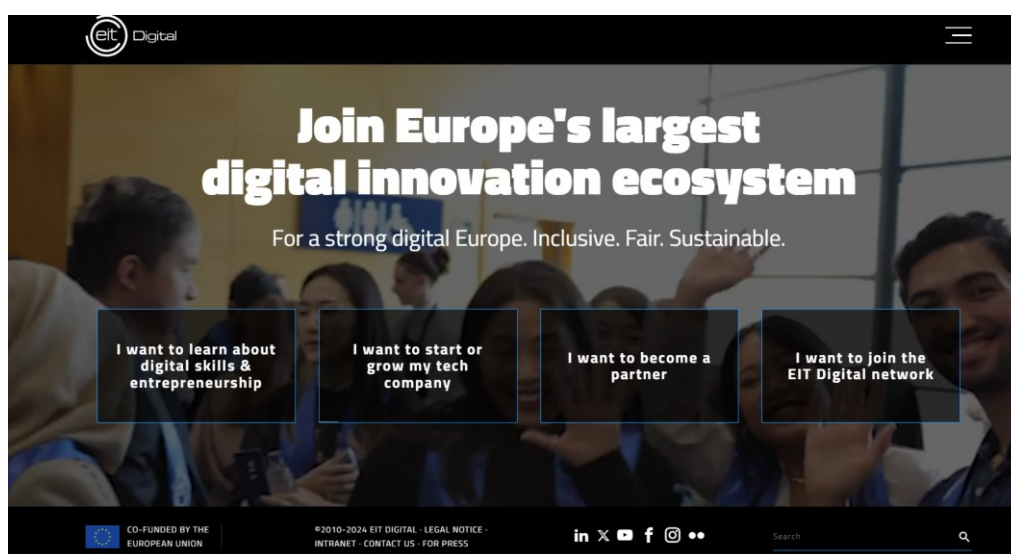 eit Digital
Join Europe's largest
digital innovation ecosystem
For a strong digital Europe. Inclusive. Fair. Sustainable.
I want to learn about
digital skills &
entrepreneurship
I want to start or
grow my tech
company
I want to become a
partner
I want to join the
EIT Digital network
CO-FUNDED BY THE
EUROPEAN UNION
©2010-2024 EIT DIGITAL · LEGAL NOTICE ·
INTRANET · CONTACT US · FOR PRESS
Search